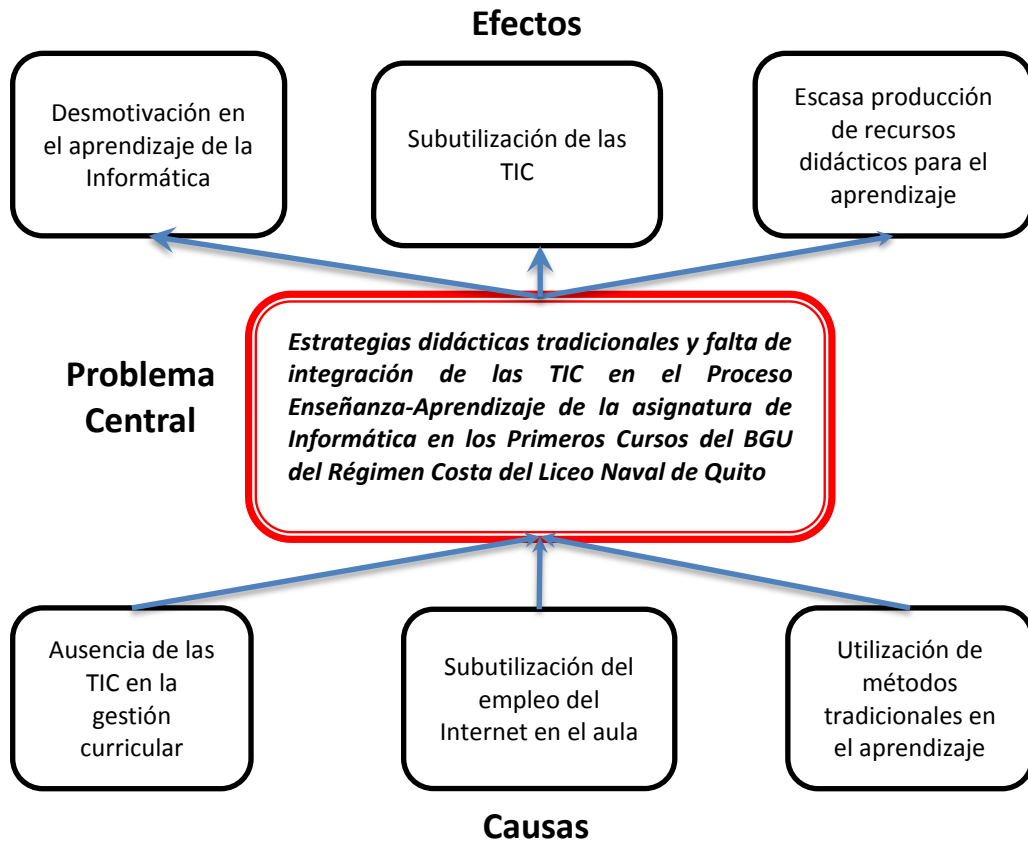 Efectos
Desmotivación en
el aprendizaje de la
Informática
Subutilización de las
TIC
Escasa producción
de recursos
didácticos para el
aprendizaje
Problema
Central
Estrategias didácticas tradicionales y falta de
integración de las TIC en el Proceso
Enseñanza-Aprendizaje de la asignatura de
Informática en los Primeros Cursos del BGU
del Régimen Costa del Liceo Naval de Quito
Ausencia de las
TIC en la
gestión
curricular
Subutilización del
empleo del
Internet en el aula
Utilización de
métodos
tradicionales en
el aprendizaje
Causas